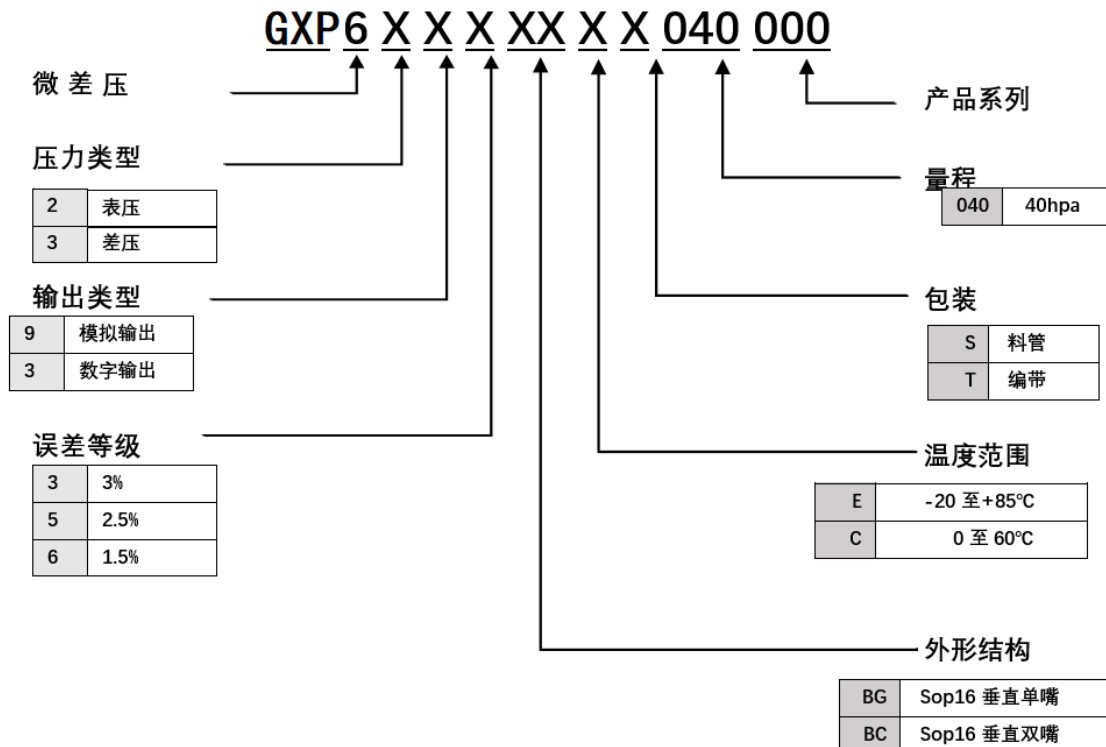 GXP6 X X X XX X X 040 000
微 差 压
产品系列
压力类型
2 表压
3 差压
量程
040 40hpa
输出类型
9 模拟输出
3 数字输出
包装
S 料管
T 编带
误差等级
3 3%
5 2.5%
6 1.5%
温度范围
E -20 至+85℃
C 0 至 60℃
外形结构
BG Sop16 垂直单嘴
BC Sop16 垂直双嘴